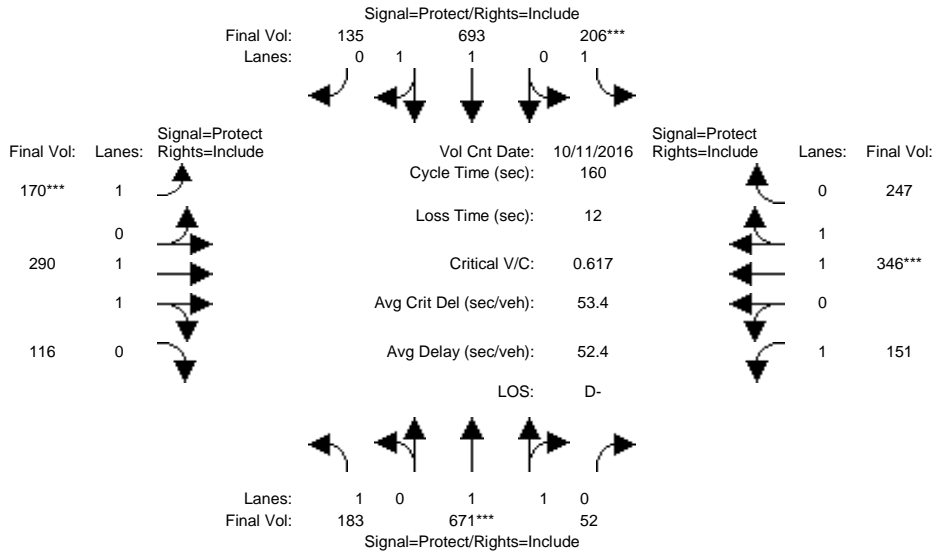 Signal=Protect/Rights=Include
Final Vol: 135 693 206***
Lanes: 0 1 1 0 1
Signal=Protect
Final Vol: Lanes: Rights=Include
Vol Cnt Date: 10/11/2016
Signal=Protect
Rights=Include Lanes: Final Vol:
Cycle Time (sec): 160
170*** 1
0 247
Loss Time (sec): 12
0
1
290 1
Critical V/C: 0.617
1 346***
1
Avg Crit Del (sec/veh): 53.4
0
116 0
Avg Delay (sec/veh): 52.4
1 151
LOS: D-
Lanes: 1 0 1 1 0
Final Vol: 183 671*** 52
Signal=Protect/Rights=Include